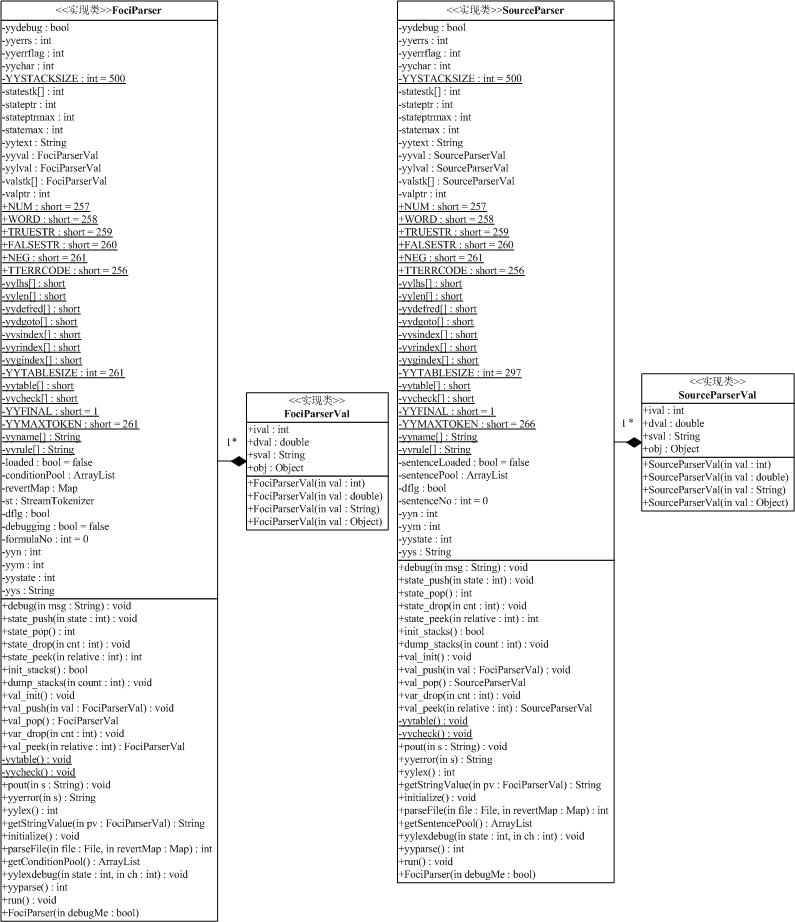 <<实现类>>FociParser
-yydebug : bool
-yyerrs : int
-yyerrflag : int
-yychar : int
-YYSTACKSIZE : int = 500
-statestk[] : int
-stateptr : int
-stateptrmax : int
-statemax : int
-yytext : String
-yyval : FociParserVal
-yylval : FociParserVal
-valstk[] : FociParserVal
-valptr : int
+NUM : short = 257
+WORD : short = 258
+TRUESTR : short = 259
+FALSESTR : short = 260
+NEG : short = 261
+TTERRCODE : short = 256
-yylhs[] : short
-yylen[] : short
-yydefred[] : short
-yydgoto[] : short
-yysindex[] : short
-yyrindex[] : short
-yygindex[] : short
-YYTABLESIZE : int = 261
-yytable[] : short
-yycheck[] : short
-YYFINAL : short = 1
-YYMAXTOKEN : short = 261
-yyname[] : String
-yyrule[] : String
-loaded : bool = false
-conditionPool : ArrayList
-revertMap : Map
-st : StreamTokenizer
-dflg : bool
-debugging : bool = false
-formulaNo : int = 0
-yyn : int
-yym : int
-yystate : int
-yys : String
+debug(in msg : String) : void
+state_push(in state : int) : void
+state_pop() : int
+state_drop(in cnt : int) : void
+state_peek(in relative : int) : int
+init_stacks() : bool
+dump_stacks(in count : int) : void
+val_init() : void
+val_push(in val : FociParserVal) : void
+val_pop() : FociParserVal
+var_drop(in cnt : int) : void
+val_peek(in relative : int) : FociParserVal
-yytable() : void
-yycheck() : void
+pout(in s : String) : void
+yyerror(in s) : String
+yylex() : int
+getStringValue(in pv : FociParserVal) : String
+initialize() : void
+parseFile(in file : File, in revertMap : Map) : int
+getConditionPool() : ArrayList
+yylexdebug(in state : int, in ch : int) : void
+yyparse() : int
+run() : void
+FociParser(in debugMe : bool)
1*
<<实现类>>
FociParserVal
+ival : int
+dval : double
+sval : String
+obj : Object
+FociParserVal(in val : int)
+FociParserVal(in val : double)
+FociParserVal(in val : String)
+FociParserVal(in val : Object)
<<实现类>>SourceParser
-yydebug : bool
-yyerrs : int
-yyerrflag : int
-yychar : int
-YYSTACKSIZE : int = 500
-statestk[] : int
-stateptr : int
-stateptrmax : int
-statemax : int
-yytext : String
-yyval : SourceParserVal
-yylval : SourceParserVal
-valstk[] : SourceParserVal
-valptr : int
+NUM : short = 257
+WORD : short = 258
+TRUESTR : short = 259
+FALSESTR : short = 260
+NEG : short = 261
+TTERRCODE : short = 256
-yylhs[] : short
-yylen[] : short
-yydefred[] : short
-yydgoto[] : short
-yysindex[] : short
-yyrindex[] : short
-yygindex[] : short
-YYTABLESIZE : int = 297
-yytable[] : short
-yycheck[] : short
-YYFINAL : short = 1
-YYMAXTOKEN : short = 266
-yyname[] : String
-yyrule[] : String
-sentenceLoaded : bool = false
-sentencePool : ArrayList
-dflg : bool
-sentenceNo : int = 0
-yyn : int
-yym : int
-yystate : int
-yys : String
+debug(in msg : String) : void
+state_push(in state : int) : void
+state_pop() : int
+state_drop(in cnt : int) : void
+state_peek(in relative : int) : int
+init_stacks() : bool
+dump_stacks(in count : int) : void
+val_init() : void
+val_push(in val : FociParserVal) : void
+val_pop() : SourceParserVal
+var_drop(in cnt : int) : void
+val_peek(in relative : int) : SourceParserVal
-yytable() : void
-yycheck() : void
+pout(in s : String) : void
+yyerror(in s) : String
+yylex() : int
+getStringValue(in pv : FociParserVal) : String
+initialize() : void
+parseFile(in file : File, in revertMap : Map) : int
+getSentencePool() : ArrayList
+yylexdebug(in state : int, in ch : int) : void
+yyparse() : int
+run() : void
+FociParser(in debugMe : bool)
1 *
<<实现类>>
SourceParserVal
+ival : int
+dval : double
+sval : String
+obj : Object
+SourceParserVal(in val : int)
+SourceParserVal(in val : double)
+SourceParserVal(in val : String)
+SourceParserVal(in val : Object)